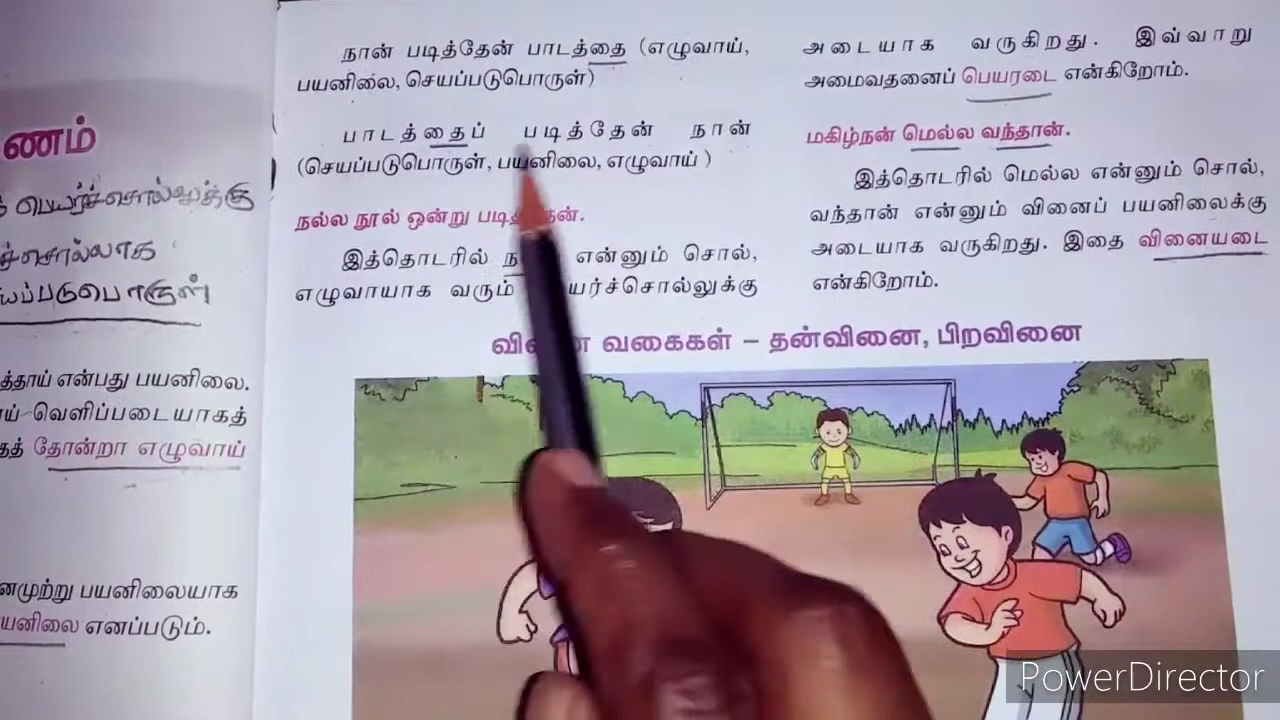 ணம்
பெயர்ச்சொல்லுக்கு
ச்சொல்லாக
யப்படுபொருள்
த்தாய் என்பது பயனிலை.
ய் வெளிப்படையாகத்
தத் தோன்றா எழுவாய்
னைமுற்று பயனிலையாக
யனிலை எனப்படும்.
நான் படித்தேன் பாடத்தை (எழுவாய்,
பயனிலை, செயப்படுபொருள்)
பாடத்தைப் படித்தேன் நான்
(செயப்படுபொருள், பயனிலை, எழுவாய் )
நல்ல நூல் ஒன்று
இத்தொடரில் என்னும் சொல்,
எழுவாயாக வரும் பெயர்ச்சொல்லுக்கு
அடையாக வருகிறது. இவ்வாறு
அமைவதனைப் பெயரடை என்கிறோம்.
மகிழ்நன் மெல்ல வந்தான்.
இத்தொடரில் மெல்ல என்னும் சொல்,
வந்தான் என்னும் வினைப் பயனிலைக்கு
அடையாக வருகிறது. இதை வினையடை
என்கிறோம்.
வினை வகைகள் – தன்வினை, பிறவினை
PowerDirector